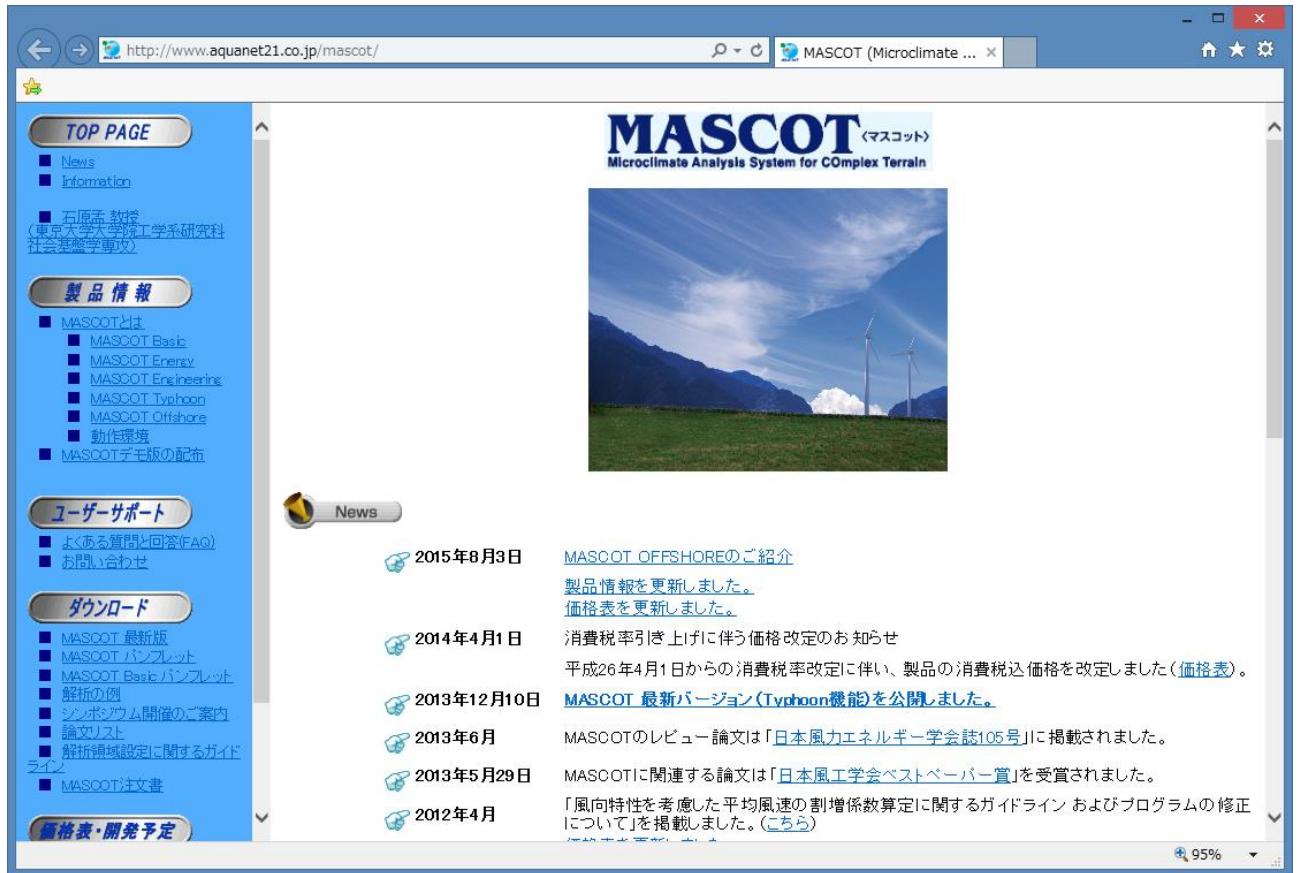 http://www.aquanet21.co.jp/mascot/
MASCOT (Microclimate ...
TOP PAGE
News
Information
石原孟 教授
(東京大学大学院工学系研究科
社会基盤学専攻)
製品情報
MASCOTとは
MASCOT Basic
MASCOT Energy
MASCOT Engineering
MASCOT Typhoon
MASCOT Offshore
動作環境
MASCOTデモ版の配布
ユーザーサポート
よくある質問と回答(FAQ)
お問い合わせ
ダウンロード
MASCOT 最新版
MASCOT パンフレット
MASCOT Basic パンフレット
解析の例
シンポジウム開催のご案内
論文リスト
解析領域設定に関するガイド
ライン
MASCOT注文書
価格表・開発予定
MASCOT〈マスコット〉
Microclimate Analysis System for COmplex Terrain
News
2015年8月3日 MASCOT OFFSHOREのご紹介
製品情報を更新しました。
価格表を更新しました。
2014年4月1日 消費税率引き上げに伴う価格改定のお知らせ
平成26年4月1日からの消費税率改定に伴い、製品の消費税込価格を改定しました(価格表)。
2013年12月10日 MASCOT 最新バージョン(Typhoon機能)を公開しました。
2013年6月 MASCOTのレビュー論文は「日本風力エネルギー学会誌105号」に掲載されました。
2013年5月29日 MASCOTに関連する論文は「日本風工学会ベストペーパー賞」を受賞されました。
2012年4月 「風向特性を考慮した平均風速の割増係数算定に関するガイドライン およびプログラムの修正
について」を掲載しました。(こちら)
95%